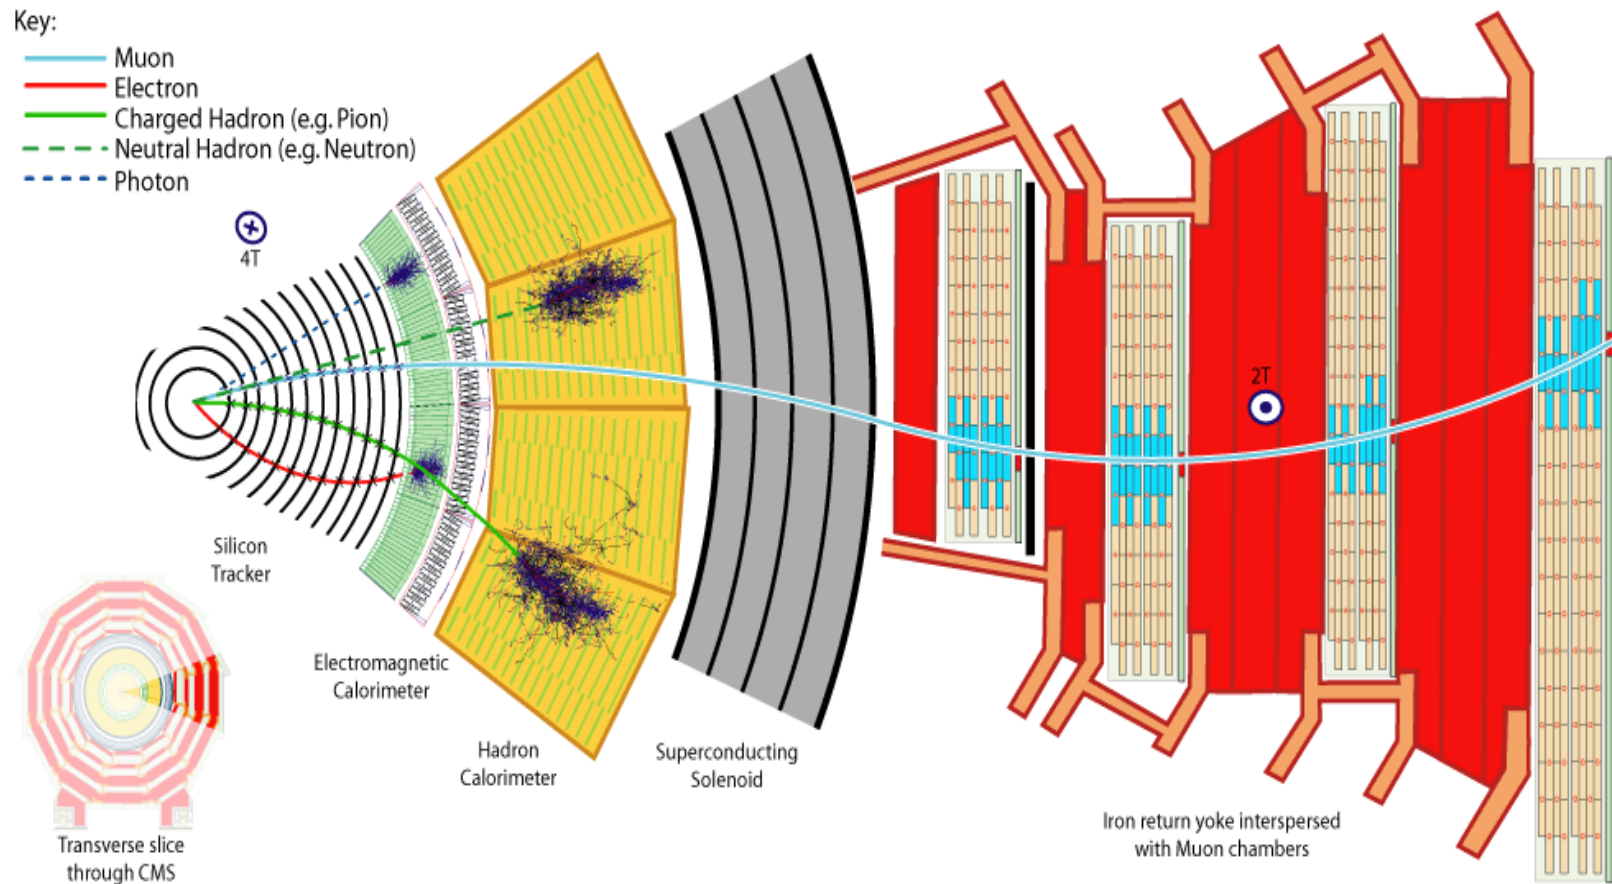 Key:
Muon
Electron
Charged Hadron (e.g. Pion)
Neutral Hadron (e.g. Neutron)
Photon
4T
2T
Silicon
Tracker
Electromagnetic
Calorimeter
Hadron
Calorimeter
Superconducting
Solenoid
Iron return yoke interspersed
with Muon chambers
Transverse slice
through CMS